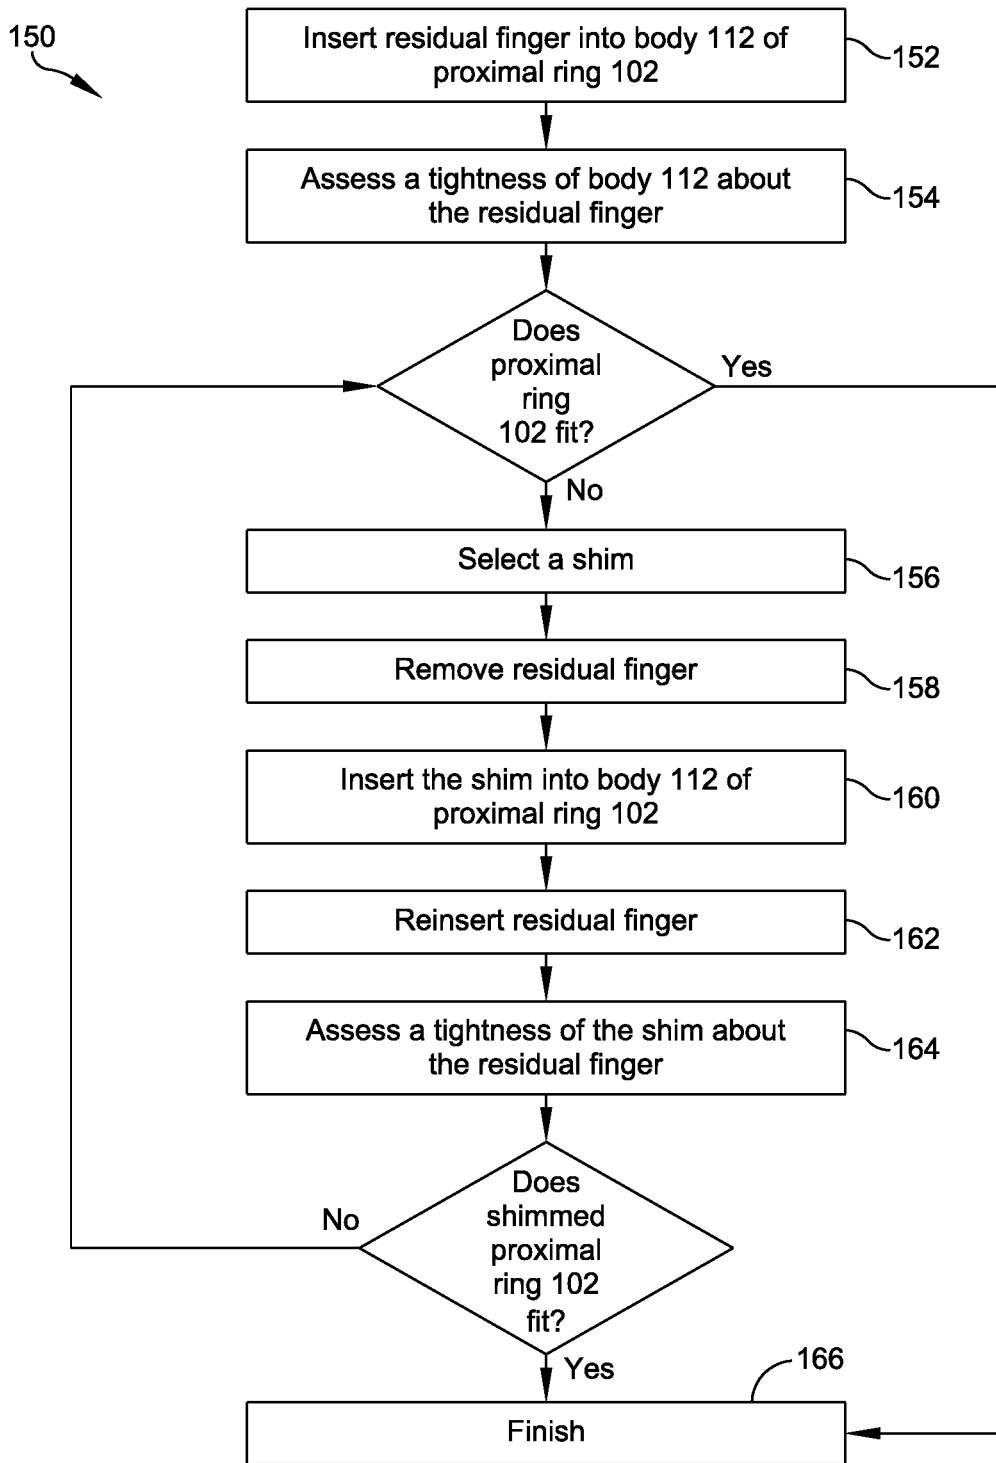 150
Insert residual finger into body 112 of
proximal ring 102
152
Assess a tightness of body 112 about
the residual finger
154
Does
proximal
ring
102 fit?
Yes
No
Select a shim
156
Remove residual finger
158
Insert the shim into body 112 of
proximal ring 102
160
Reinsert residual finger
162
Assess a tightness of the shim about
the residual finger
164
Does
shimmed
proximal
ring 102
fit?
No
Yes
166
Finish